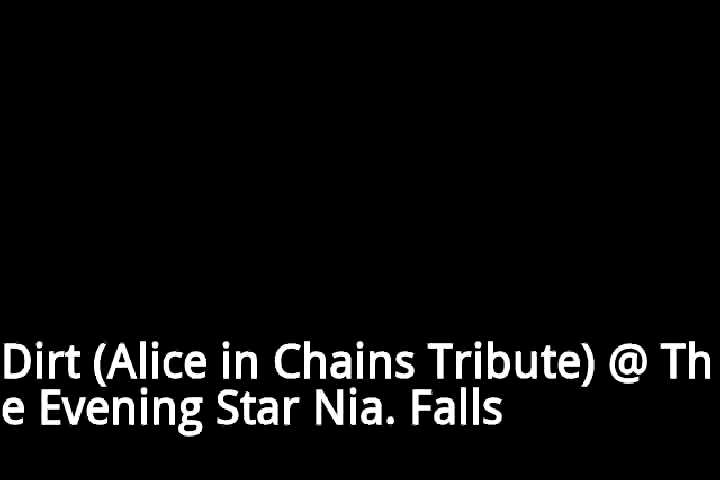 Dirt (Alice in Chains Tribute) @ Th
e Evening Star Nia. Falls